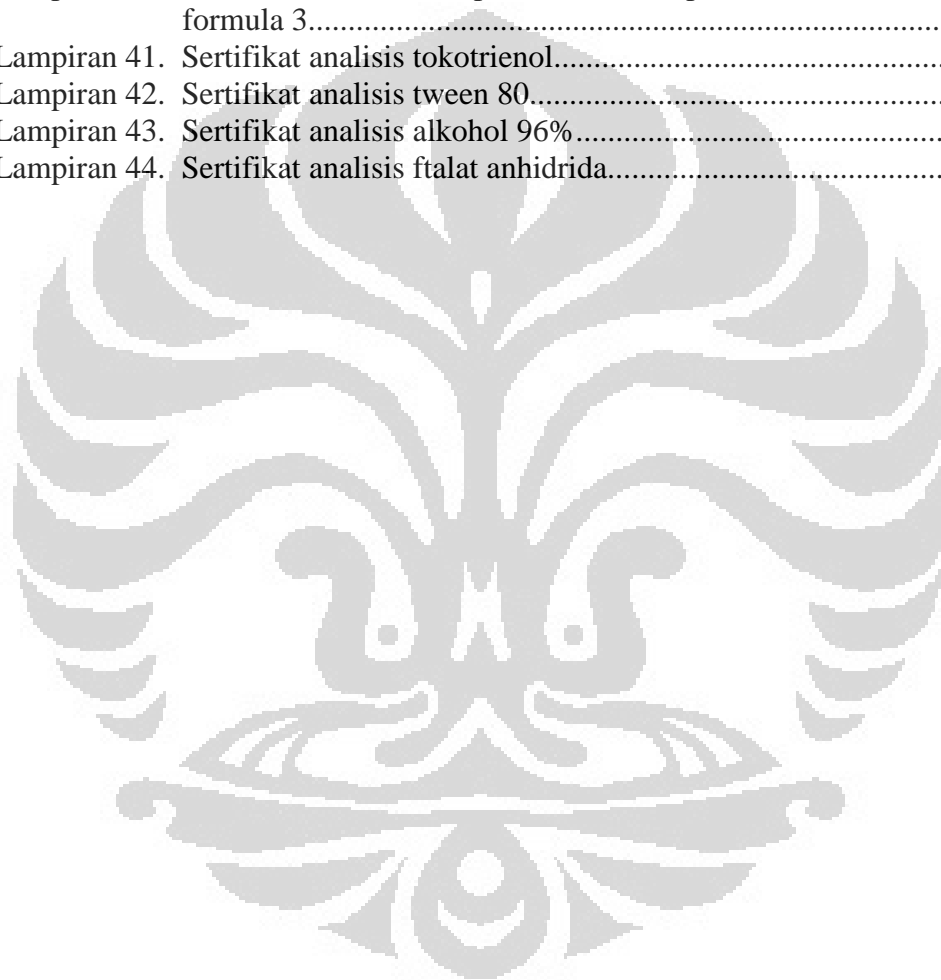 formula 3.......................................................................................
Lampiran 41. Sertifikat analisis tokotrienol......................................................
Lampiran 42. Sertifikat analisis tween 80.........................................................
Lampiran 43. Sertifikat analisis alkohol 96%...................................................
Lampiran 44. Sertifikat analisis ftalat anhidrida..............................................